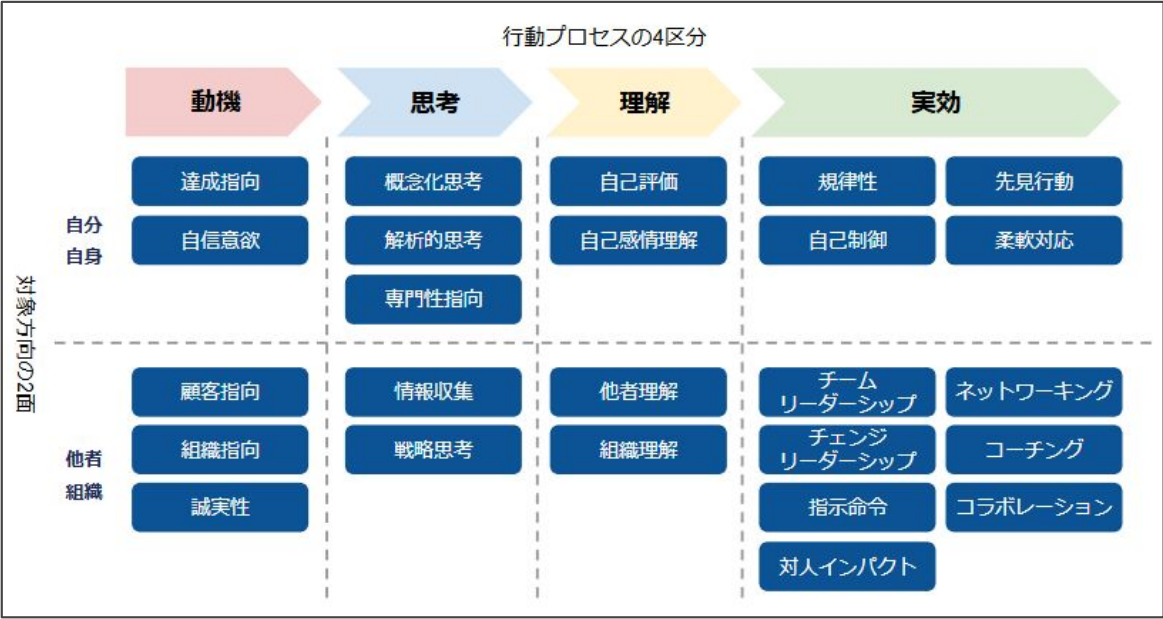 行動プロセスの4区分
動機
思考
理解
実効
対象方向の2面
自分
自身
達成指向
自信意欲
概念化思考
解析的思考
専門性指向
自己評価
自己感情理解
規律性
先見行動
自己制御
柔軟対応
他者
組織
顧客指向
組織指向
誠実性
情報収集
戦略思考
他者理解
組織理解
チーム
リーダーシップ
ネットワーキング
チェンジ
リーダーシップ
コーチング
指示命令
コラボレーション
対人インパクト